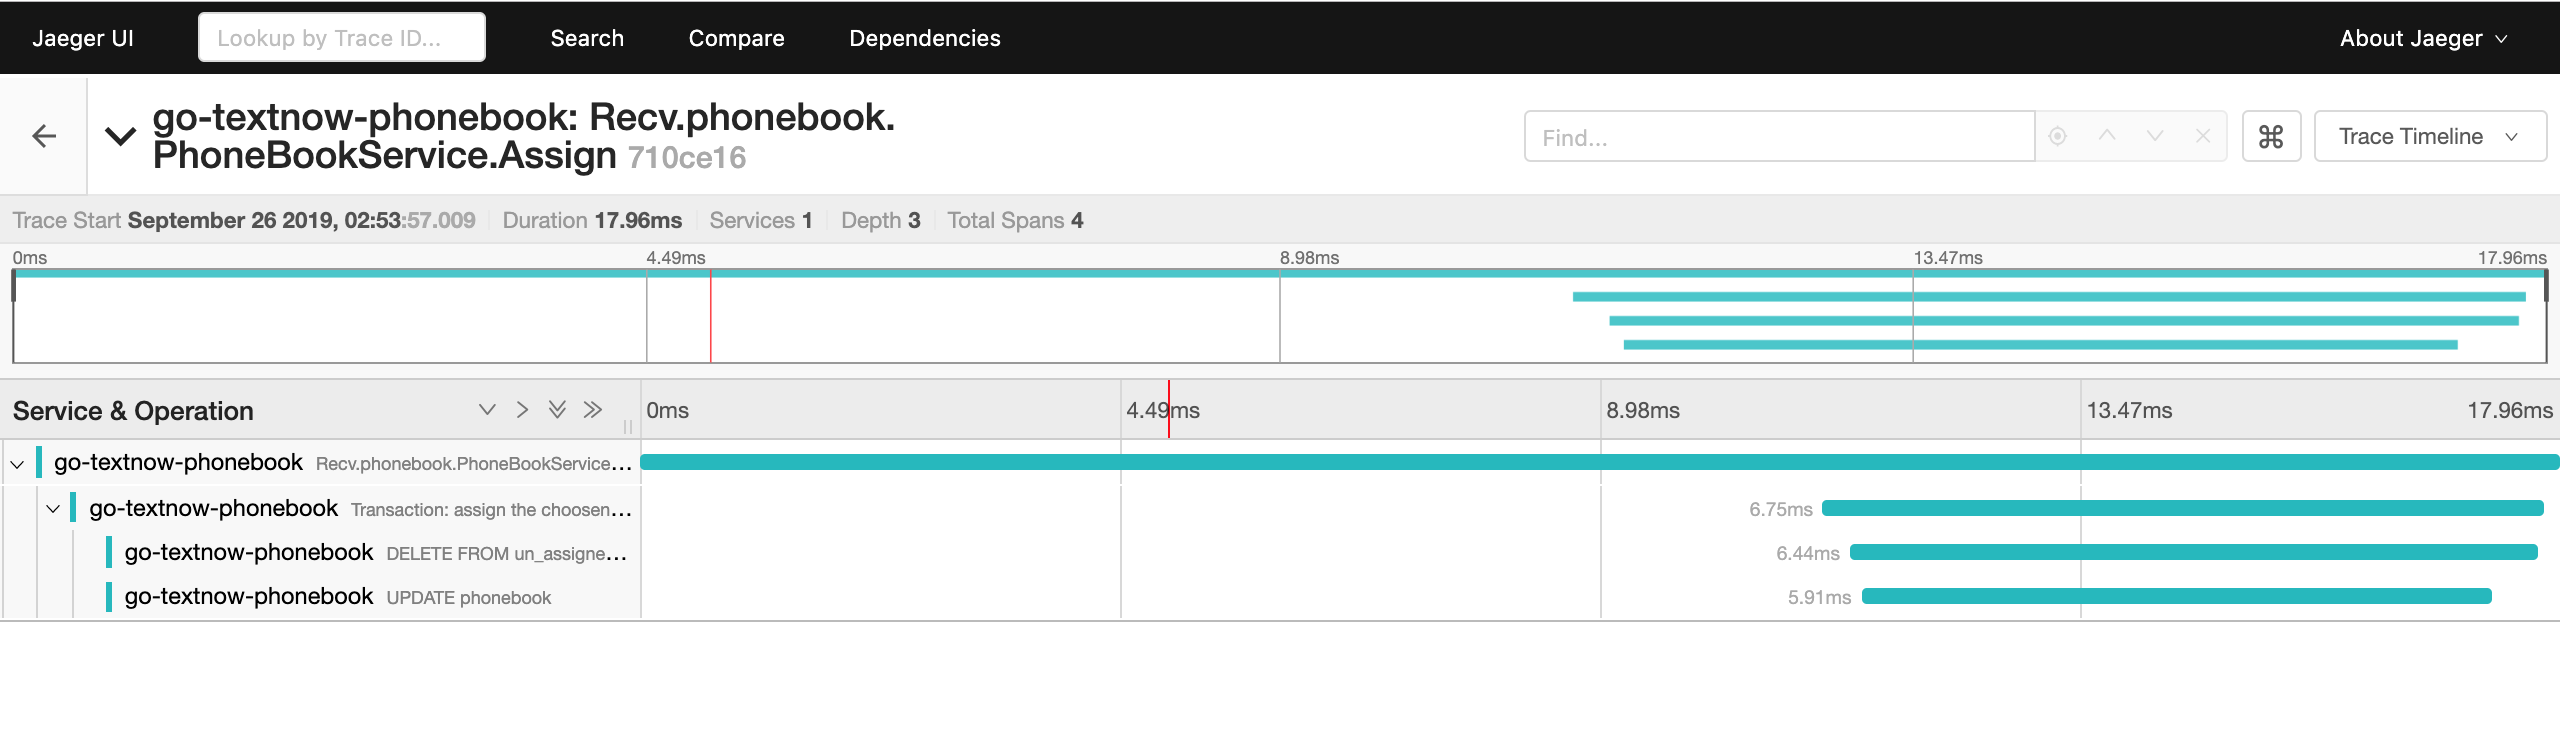 Jaeger UI
Lookup by Trace ID...
Search
Compare
Dependencies
About Jaeger
go-textnow-phonebook: Recv.phonebook.
PhoneBookService.Assign 710ce16
Find...
⌘
Trace Timeline
Trace Start September 26 2019, 02:53:57.009 Duration 17.96ms Services 1 Depth 3 Total Spans 4
0ms 4.49ms 8.98ms 13.47ms 17.96ms
Service & Operation
0ms 4.49ms 8.98ms 13.47ms 17.96ms
go-textnow-phonebook Recv.phonebook.PhoneBookService...
go-textnow-phonebook Transaction: assign the choosen... 6.75ms
go-textnow-phonebook DELETE FROM un_assigne... 6.44ms
go-textnow-phonebook UPDATE phonebook 5.91ms